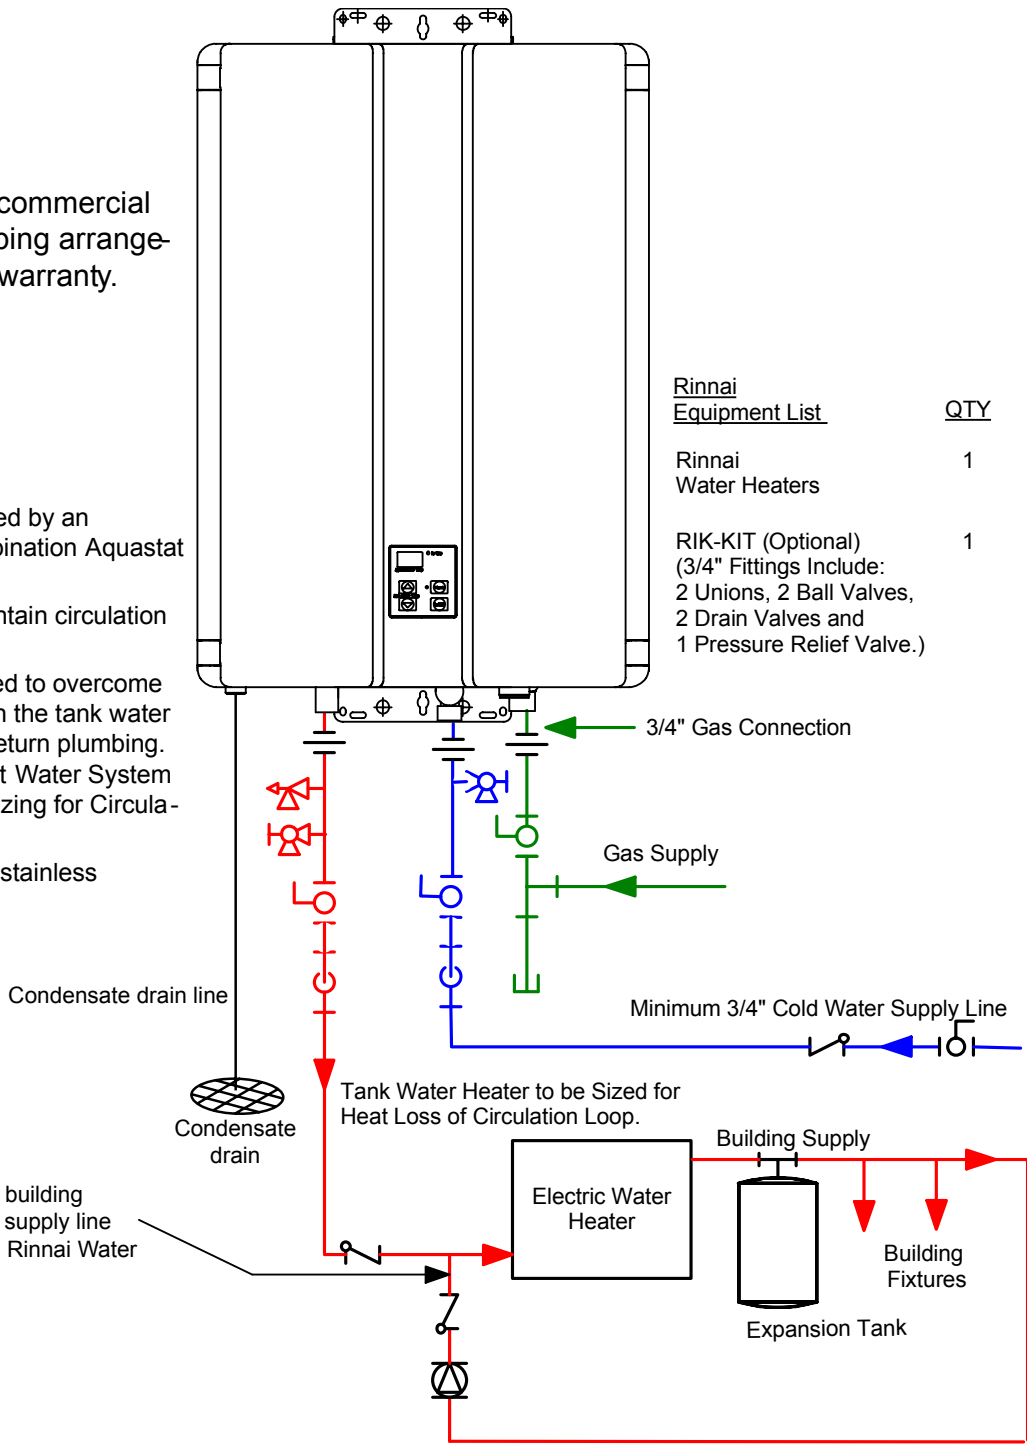 commercial
ping arrange-
warranty.
Rinnai
Equipment List QTY
Rinnai 1
Water Heaters
ed by an
bination Aquastat
RIK-KIT (Optional) 1
(3/4" Fittings Include:
2 Unions, 2 Ball Valves,
2 Drain Valves and
1 Pressure Relief Valve.)
ntain circulation
ed to overcome
n the tank water
eturn plumbing.
t Water System
izing for Circula-
stainless
3/4" Gas Connection
Gas Supply
Condensate drain line
Minimum 3/4" Cold Water Supply Line
Tank Water Heater to be Sized for
Heat Loss of Circulation Loop.
Condensate
drain
Building Supply
Electric Water
Heater
building
supply line
Rinnai Water
Building
Fixtures
Expansion Tank